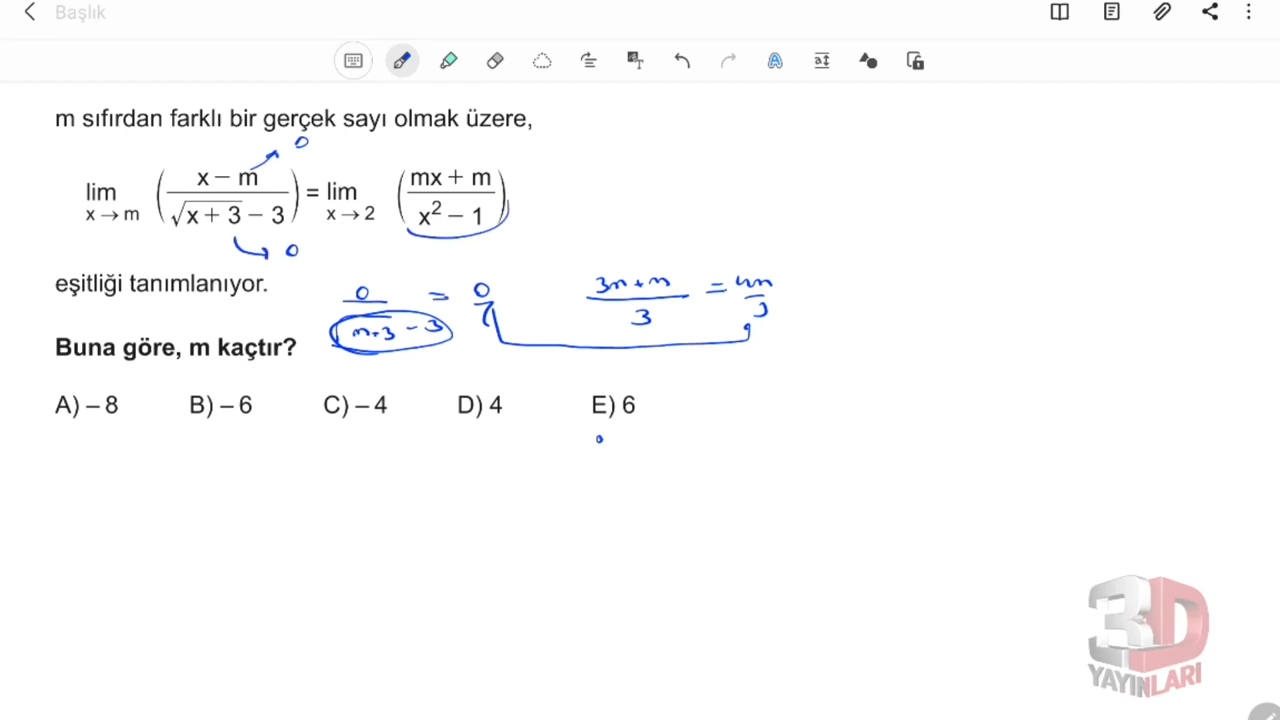 Başlık
m sıfırdan farklı bir gerçek sayı olmak üzere,
lim x→m ( (x – m) / (√(x + 3) – 3) ) = lim x→2 ( (mx + m) / (x² – 1) )
0
0
eşitliği tanımlanıyor.
0 / (√(m+3) – 3) = 0 / (3m+m) / 3 = 4m / 3
Buna göre, m kaçtır?
A) – 8 B) – 6 C) – 4 D) 4 E) 6
3D
YAYINLARI